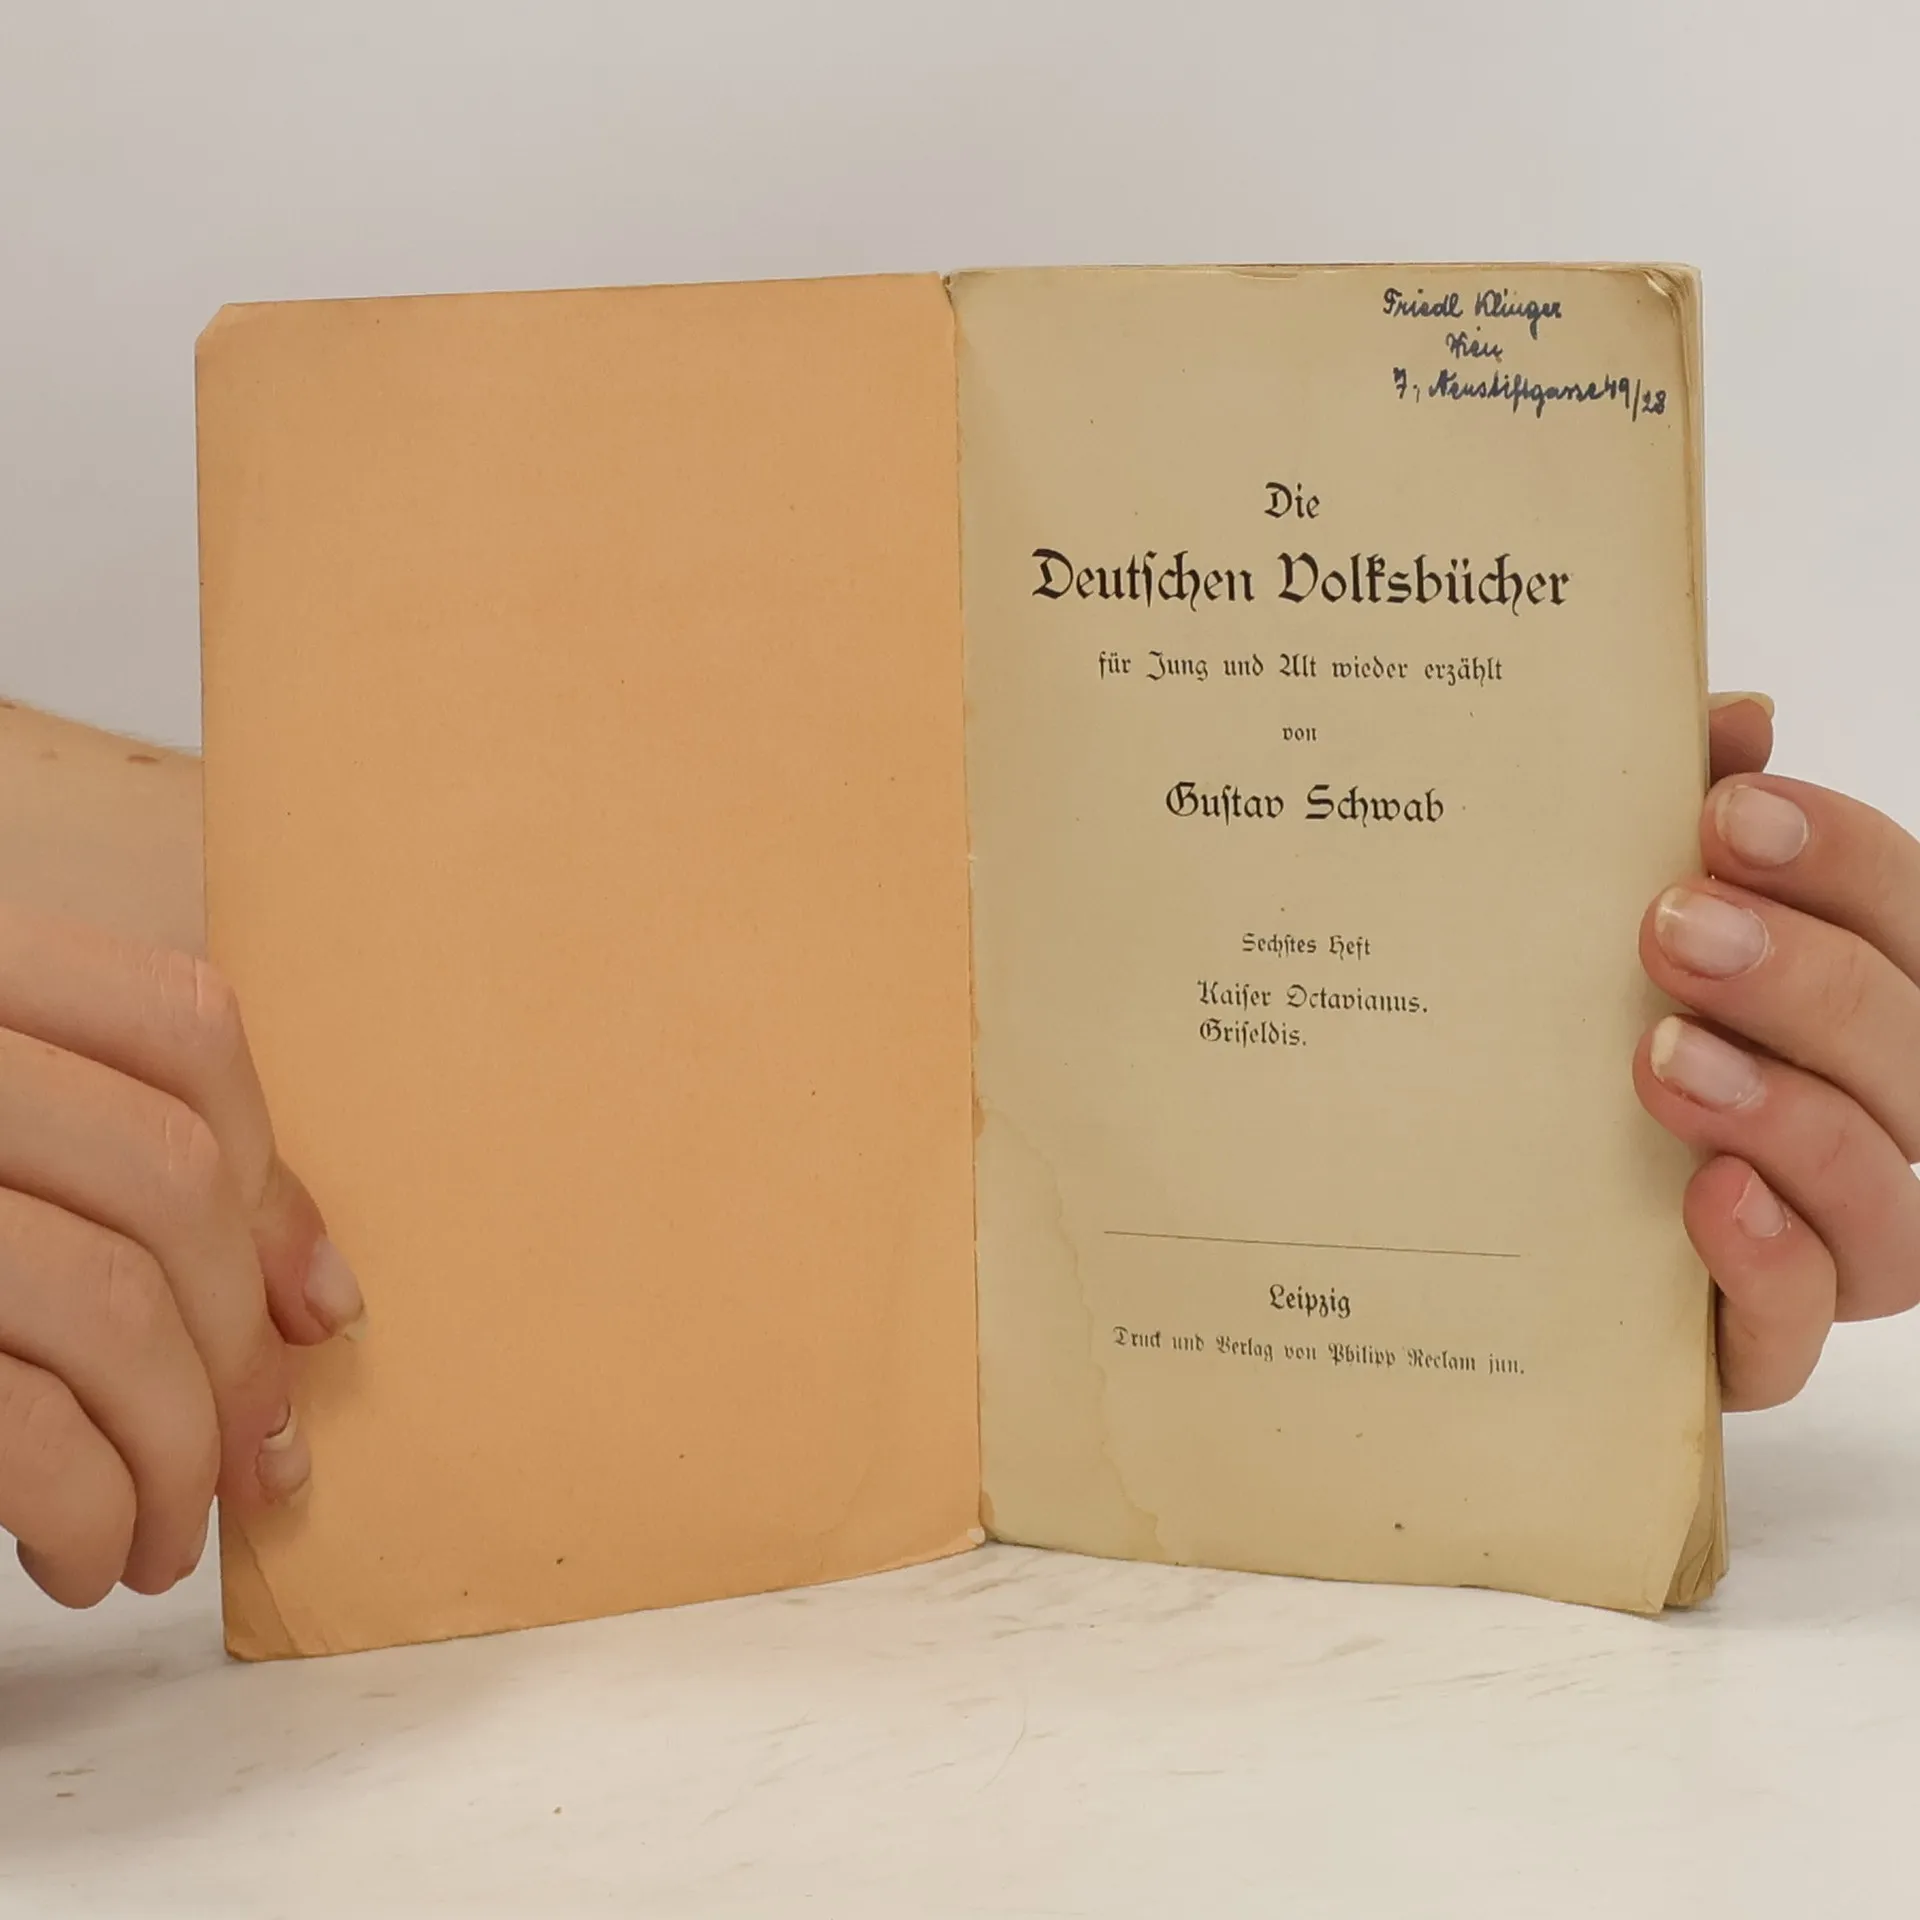 Friedl Klinger
Wien
7, Neustiftgasse 49/28
Die
Deutſchen Volksbücher
für Jung und Alt wieder erzählt
von
Guſtav Schwab
Sechſtes Heft
Kaiſer Octavianus.
Griſeldis.
Leipzig
Druck und Verlag von Philipp Reclam jun.